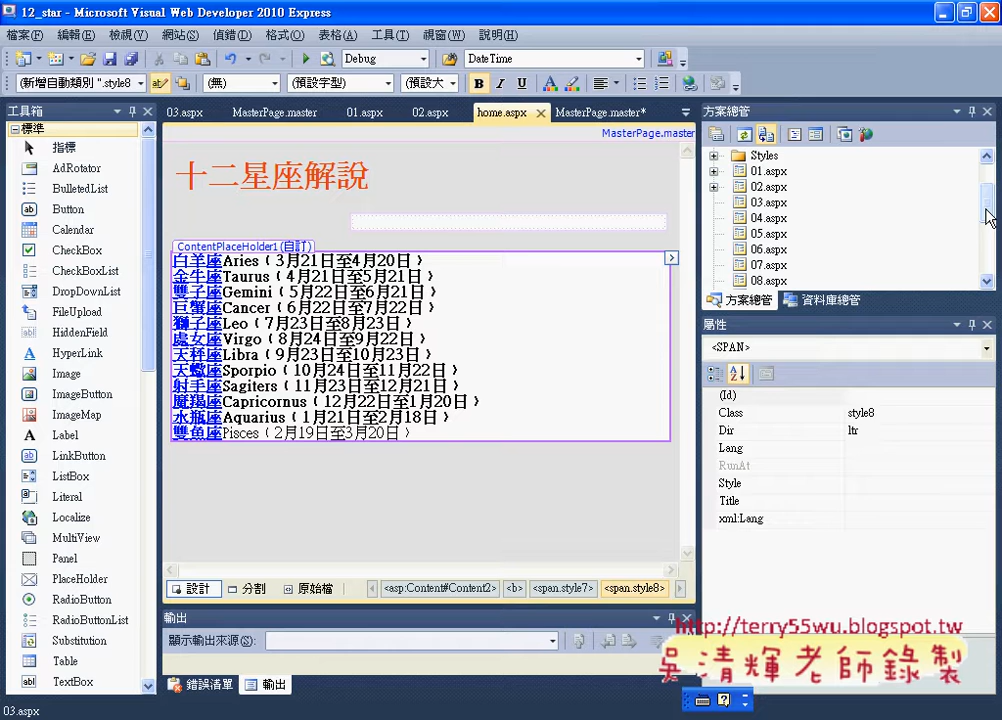 12_star - Microsoft Visual Web Developer 2010 Express
檔案(F) 編輯(E) 檢視(V) 網站(S) 偵錯(D) 格式(O) 表格(A) 工具(T) 視窗(W) 說明(H)
Debug DateTime
(新增自動類別 ".style8 (無) (預設字型) (預設大 B I U A
工具箱
標準
指標
AdRotator
BulletedList
Button
Calendar
CheckBox
CheckBoxList
DropDownList
FileUpload
HiddenField
HyperLink
Image
ImageButton
ImageMap
Label
LinkButton
ListBox
Literal
Localize
MultiView
Panel
PlaceHolder
RadioButton
RadioButtonList
Substitution
Table
TextBox
03.aspx MasterPage.master 01.aspx 02.aspx home.aspx MasterPage.master*
MasterPage.master
十二星座解說
ContentPlaceHolder1 (自訂)
白羊座Aries﹙3月21日至4月20日﹚
金牛座Taurus﹙4月21日至5月21日﹚
雙子座Gemini﹙5月22日至6月21日﹚
巨蟹座Cancer﹙6月22日至7月22日﹚
獅子座Leo﹙7月23日至8月23日﹚
處女座Virgo﹙8月24日至9月22日﹚
天秤座Libra﹙9月23日至10月23日﹚
天蠍座Sporpio﹙10月24日至11月22日﹚
射手座Sagiters﹙11月23日至12月21日﹚
魔羯座Capricornus﹙12月22日至1月20日﹚
水瓶座Aquarius﹙1月21日至2月18日﹚
雙魚座Pisces﹙2月19日至3月20日﹚
設計 分割 原始檔 <asp:Content#Content2> <b> <span.style7> <span.style8>
輸出
顯示輸出來源(S):
錯誤清單 輸出
方案總管
Styles
01.aspx
02.aspx
03.aspx
04.aspx
05.aspx
06.aspx
07.aspx
08.aspx
方案總管 資料庫總管
屬性
<SPAN>
(Id)
Class style8
Dir ltr
Lang
RunAt
Style
Title
xml:Lang
http://terry55wu.blogspot.tw
吳清輝老師錄製
03.aspx